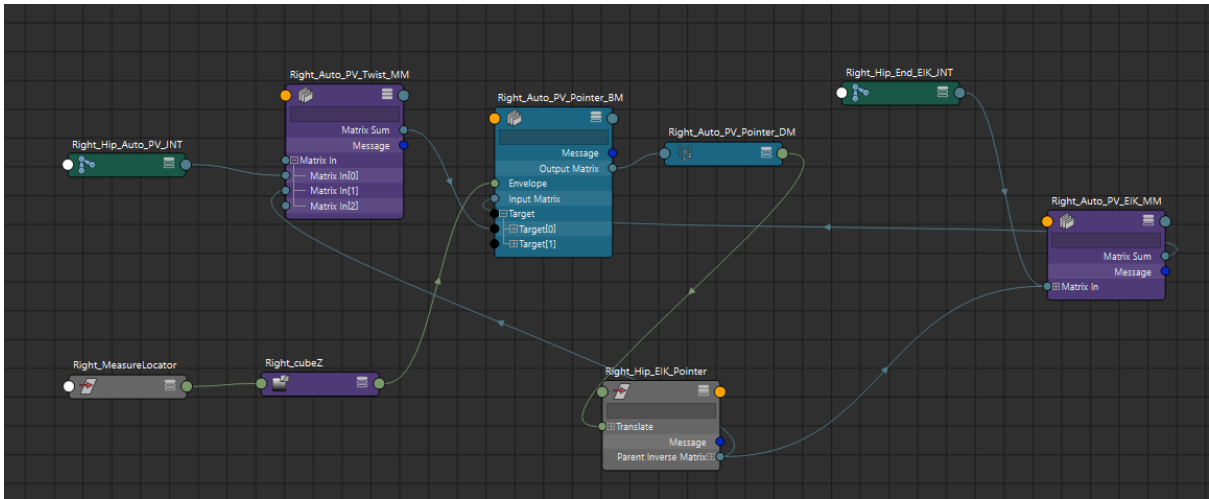 Right_Hip_End_EIK_JNT
Right_Auto_PV_Twist_MM
Matrix Sum
Message
Matrix In
Matrix In[0]
Matrix In[1]
Matrix In[2]
Right_Auto_PV_Pointer_BM
Message
Output Matrix
Envelope
Input Matrix
Target
Target[0]
Target[1]
Right_Auto_PV_Pointer_DM
Right_Hip_Auto_PV_JNT
Right_Auto_PV_EIK_MM
Matrix Sum
Message
Matrix In
Right_MeasureLocator
Right_cubeZ
Right_Hip_EIK_Pointer
Translate
Message
Parent Inverse Matrix